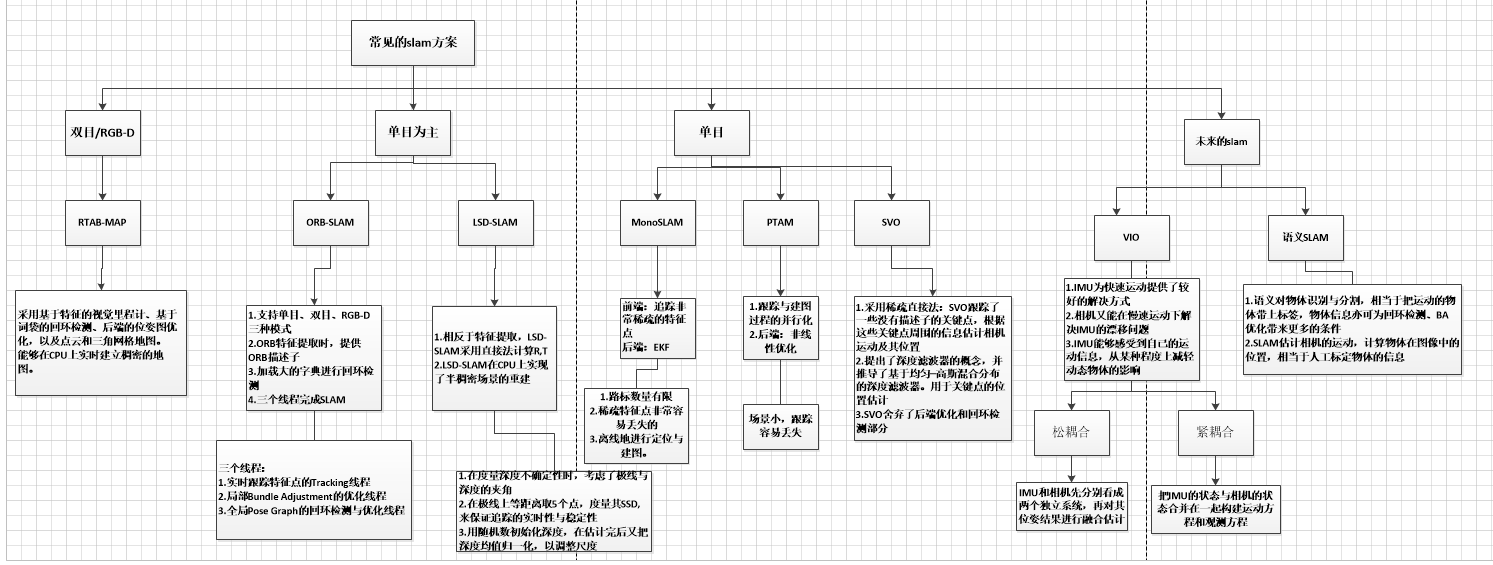 常见的slam方案
双目/RGB-D
单目为主
单目
未来的slam
RTAB-MAP
ORB-SLAM
LSD-SLAM
MonoSLAM
PTAM
SVO
VIO
语义SLAM
采用基于特征的视觉里程计、基于
词袋的回环检测、后端的位姿图优
化，以及点云和三角网格地图。
能够在CPU上实时建立稠密的地
图。
1.支持单目、双目、RGB-D
三种模式
2.ORB特征提取时，提供
ORB描述子
3.加载大的字典进行回环检
测
4.三个线程完成SLAM
三个线程：
1.实时跟踪特征点的Tracking线程
2.局部Bundle Adjustment的优化线程
3.全局Pose Graph的回环检测与优化线程
1.相反于特征提取，LSD-
SLAM采用直接法计算R,T
2.LSD-SLAM在CPU上实现
了半稠密场景的重建
1.在度量深度不确定性时，考虑了极线与
深度的夹角
2.在极线上等距离取5个点，度量其SSD,
来保证追踪的实时性与稳定性
3.用随机数初始化深度，在估计完后又把
深度均值归一化，以调整尺度
前端：追踪非
常稀疏的特征
点
后端：EKF
1.路标数量有限
2.稀疏特征点非常容
易丢失的
3.离线地进行定位与
建图。
1.跟踪与建图
过程的并行化
2.后端：非线
性优化
场景小，跟踪
容易丢失
1.采用稀疏直接法：SVO跟踪了
一些没有描述子的关键点，根据
这些关键点周围的信息估计相机
运动及其位置
2.提出了深度滤波器的概念，并
推导了基于均匀—高斯混合分布
的深度滤波器。用于关键点的位
置估计
3.SVO舍弃了后端优化和回环检
测部分
1.IMU为快速运动提供了较
好的解决方式
2.相机又能在慢速运动下解
决IMU的漂移问题
3.IMU能够感受到自己的运
动信息，从某种程度上减轻
动态物体的影响
松耦合
紧耦合
IMU和相机先分别看成
两个独立系统，再对其
位姿结果进行融合估计
把IMU的状态与相机的状
态合并在一起构建运动方
程和观测方程
1.语义对物体识别与分割，相当于把运动的物
体带上标签，物体信息亦可为回环检测、BA
优化带来更多的条件
2.SLAM估计相机的运动，计算物体在图像中的
位置，相当于人工标定物体的信息